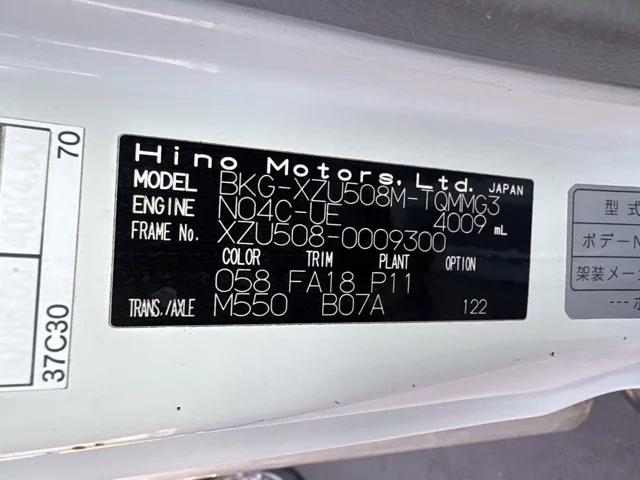 Hino Motors, Ltd. JAPAN
MODEL BKG-XZU508M-TQMMG3
ENGINE N04C-UE 4009 mL
FRAME No. XZU508-0009300
COLOR TRIM PLANT OPTION
058 FA18 P11
TRANS./AXLE M550 B07A 122
70
37C30
型式
ボデーN
架装メー